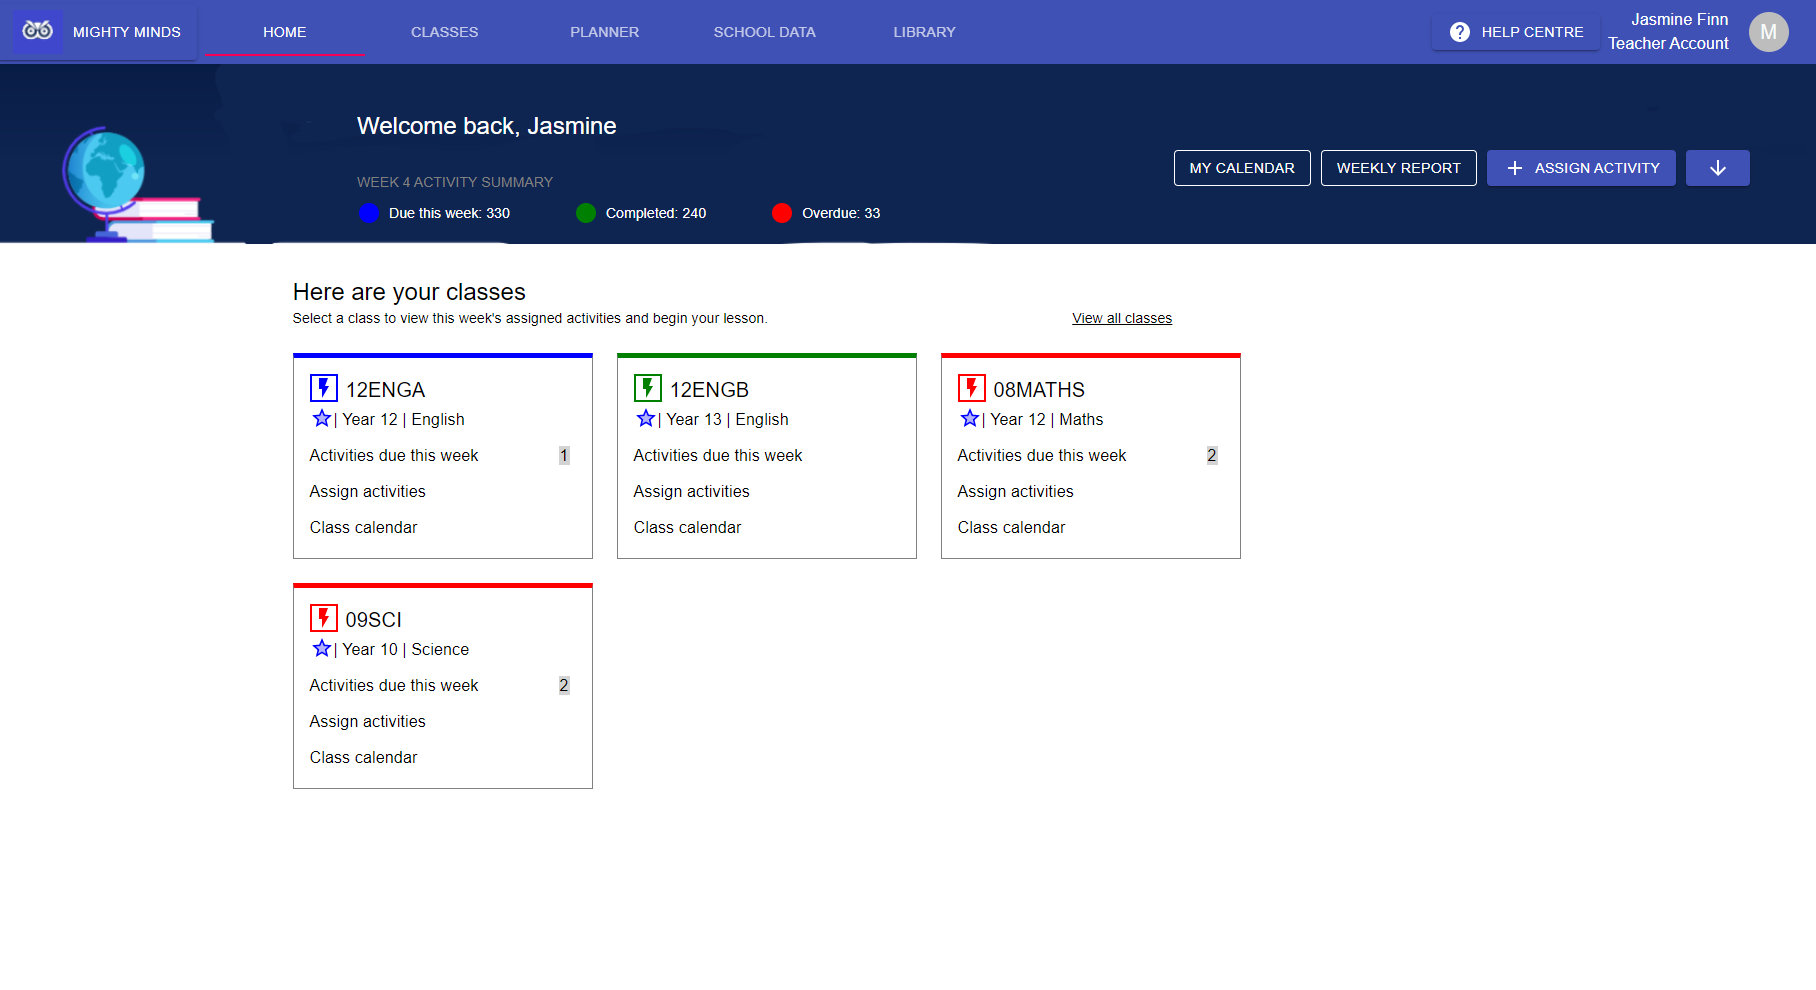 MIGHTY MINDS
HOME
CLASSES
PLANNER
SCHOOL DATA
LIBRARY
HELP CENTRE
Jasmine Finn
Teacher Account
M
Welcome back, Jasmine
WEEK 4 ACTIVITY SUMMARY
Due this week: 330
Completed: 240
Overdue: 33
MY CALENDAR
WEEKLY REPORT
ASSIGN ACTIVITY
Here are your classes
Select a class to view this week's assigned activities and begin your lesson.
View all classes
12ENGA
| Year 12 | English
Activities due this week 1
Assign activities
Class calendar
12ENGB
| Year 13 | English
Activities due this week
Assign activities
Class calendar
08MATHS
| Year 12 | Maths
Activities due this week 2
Assign activities
Class calendar
09SCI
| Year 10 | Science
Activities due this week 2
Assign activities
Class calendar